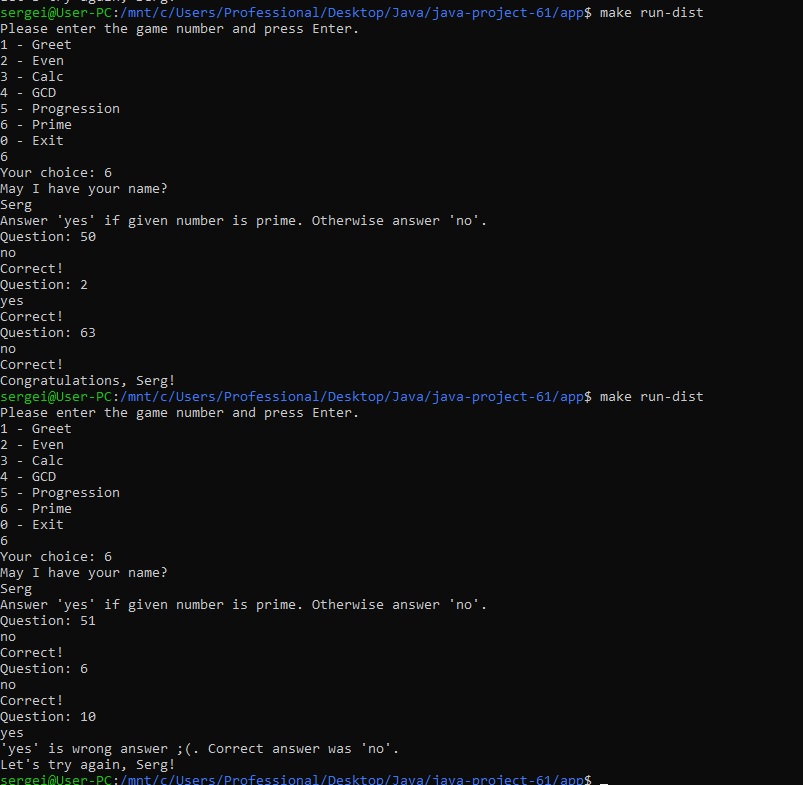 Let's try again, Serg!
sergei@User-PC:/mnt/c/Users/Professional/Desktop/Java/java-project-61/app$ make run-dist
Please enter the game number and press Enter.
1 - Greet
2 - Even
3 - Calc
4 - GCD
5 - Progression
6 - Prime
0 - Exit
6
Your choice: 6
May I have your name?
Serg
Answer 'yes' if given number is prime. Otherwise answer 'no'.
Question: 50
no
Correct!
Question: 2
yes
Correct!
Question: 63
no
Correct!
Congratulations, Serg!
sergei@User-PC:/mnt/c/Users/Professional/Desktop/Java/java-project-61/app$ make run-dist
Please enter the game number and press Enter.
1 - Greet
2 - Even
3 - Calc
4 - GCD
5 - Progression
6 - Prime
0 - Exit
6
Your choice: 6
May I have your name?
Serg
Answer 'yes' if given number is prime. Otherwise answer 'no'.
Question: 51
no
Correct!
Question: 6
no
Correct!
Question: 10
yes
'yes' is wrong answer ;(. Correct answer was 'no'.
Let's try again, Serg!
sergei@User-PC:/mnt/c/Users/Professional/Desktop/Java/java-project-61/app$ _